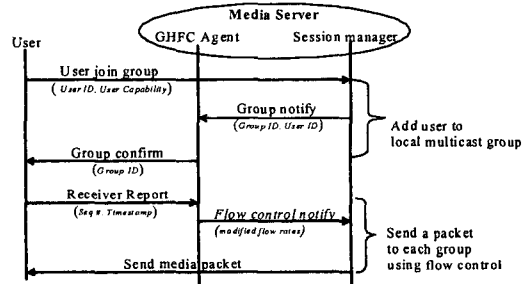 Media Server
User
GHFC Agent
Session manager
User join group
(User ID, User Capability)
Group notify
(Group ID, User ID)
Add user to
local multicast group
Group confirm
(Group ID)
Receiver Report
(Seq #, Timestamp)
Flow control notify
(modified flow rates)
Send a packet
to each group
using flow control
Send media packet